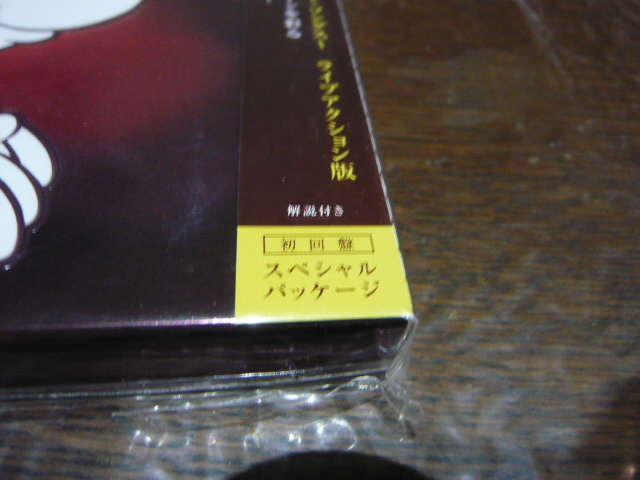 ライブアクション版
解説付き
初回盤
スペシャル
パッケージ